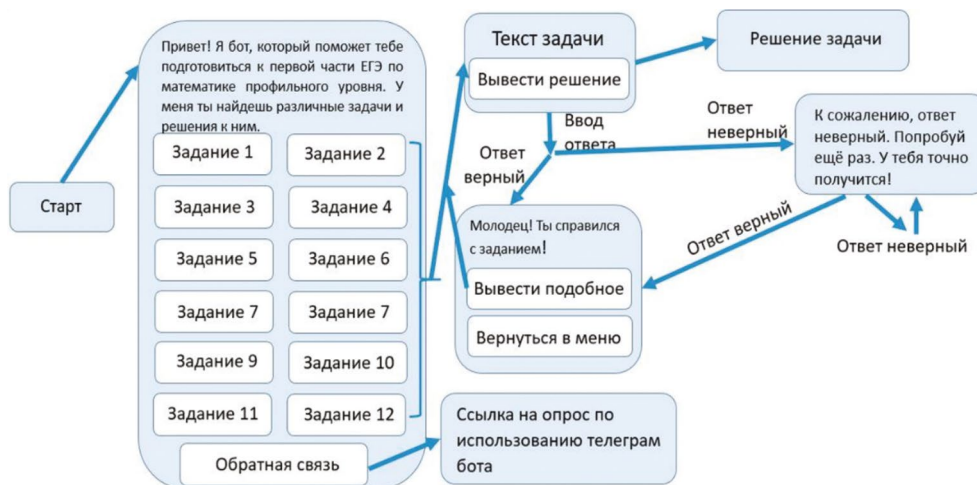 Старт
Привет! Я бот, который поможет тебе
подготовиться к первой части ЕГЭ по
математике профильного уровня. У
меня ты найдешь различные задачи и
решения к ним.
Задание 1
Задание 2
Задание 3
Задание 4
Задание 5
Задание 6
Задание 7
Задание 7
Задание 9
Задание 10
Задание 11
Задание 12
Обратная связь
Текст задачи
Вывести решение
Решение задачи
Ввод
ответа
Ответ
верный
Ответ
неверный
К сожалению, ответ
неверный. Попробуй
ещё раз. У тебя точно
получится!
Ответ верный
Ответ неверный
Молодец! Ты справился
с заданием!
Вывести подобное
Вернуться в меню
Ссылка на опрос по
использованию телеграм
бота